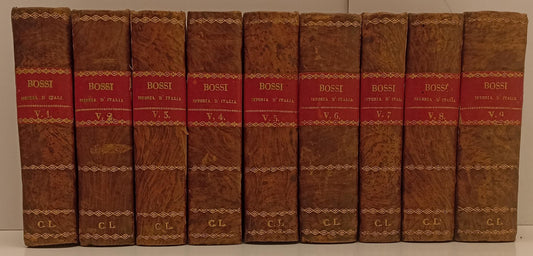 BOSSI
ISTORIA D'ITALIA
V. 1.
C. L.
BOSSI
ISTORIA D'ITALIA
V. 2.
C. L.
BOSSI
ISTORIA D'ITALIA
V. 3.
C. L.
BOSSI
ISTORIA D'ITALIA
V. 4.
C. L.
BOSSI
ISTORIA D'ITALIA
V. 5.
C. L.
BOSSI
ISTORIA D'ITALIA
V. 6.
C. L.
BOSSI
ISTORIA D'ITALIA
V. 7
C. L.
BOSSI
ISTORIA D'ITALIA
V. 8.
C. L.
BOSSI
ISTORIA D'ITALIA
V. 9
C. L.